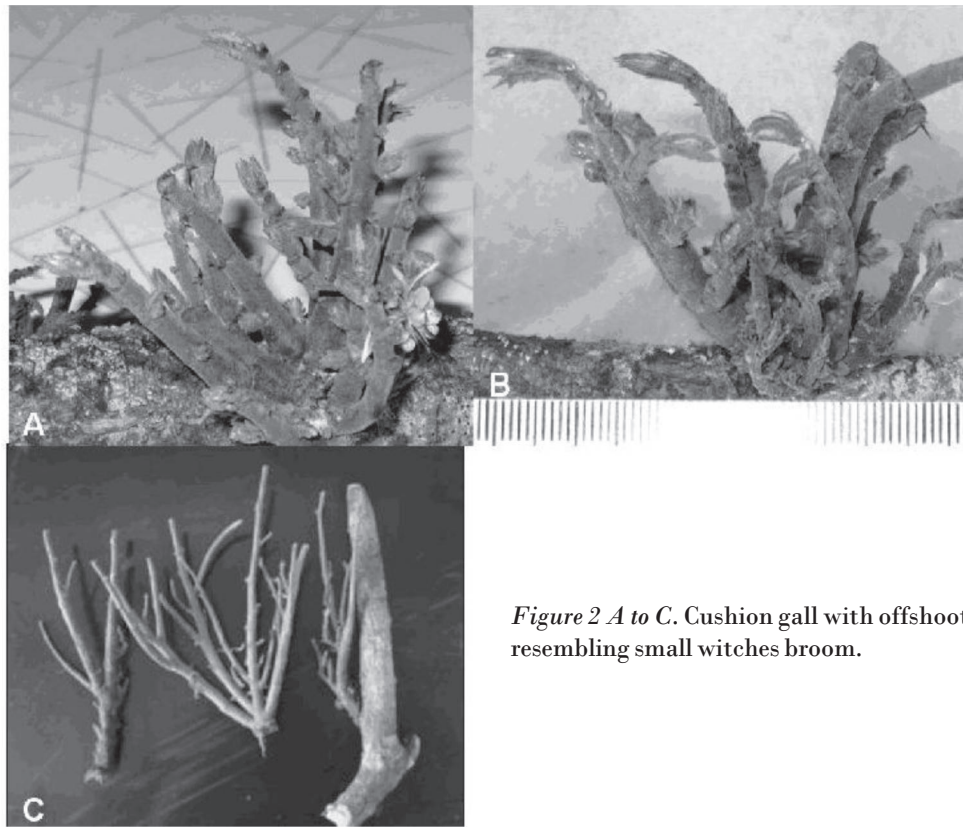 A
B
C
Figure 2 A to C. Cushion gall with offshoot
resembling small witches broom.